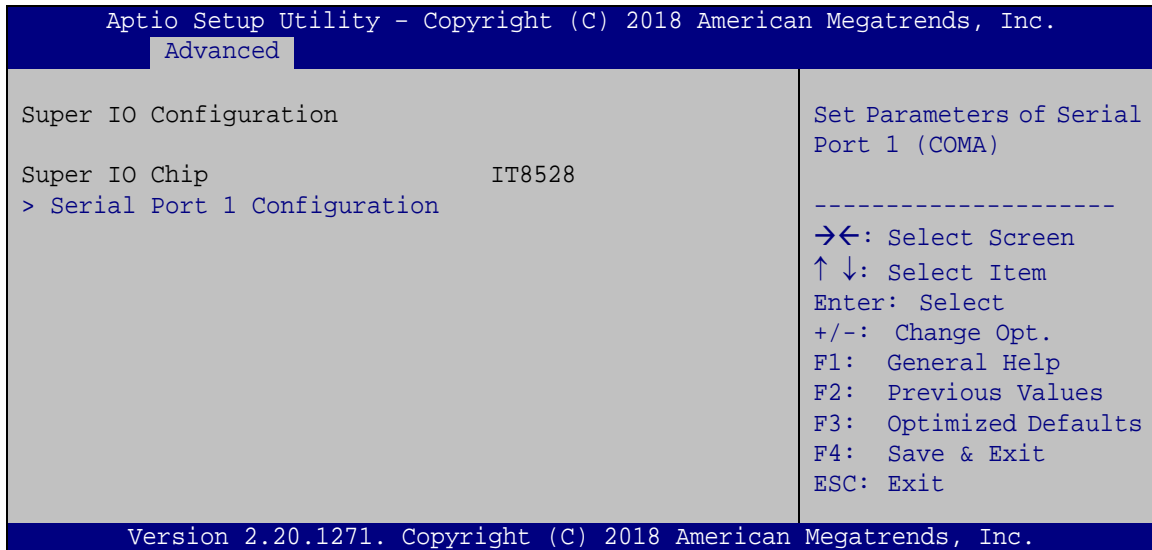 Aptio Setup Utility – Copyright (C) 2018 American Megatrends, Inc.
Advanced
Super IO Configuration
Super IO Chip IT8528
> Serial Port 1 Configuration
Set Parameters of Serial
Port 1 (COMA)
---------------------
→←: Select Screen
↑ ↓: Select Item
Enter: Select
+/-: Change Opt.
F1: General Help
F2: Previous Values
F3: Optimized Defaults
F4: Save & Exit
ESC: Exit
Version 2.20.1271. Copyright (C) 2018 American Megatrends, Inc.